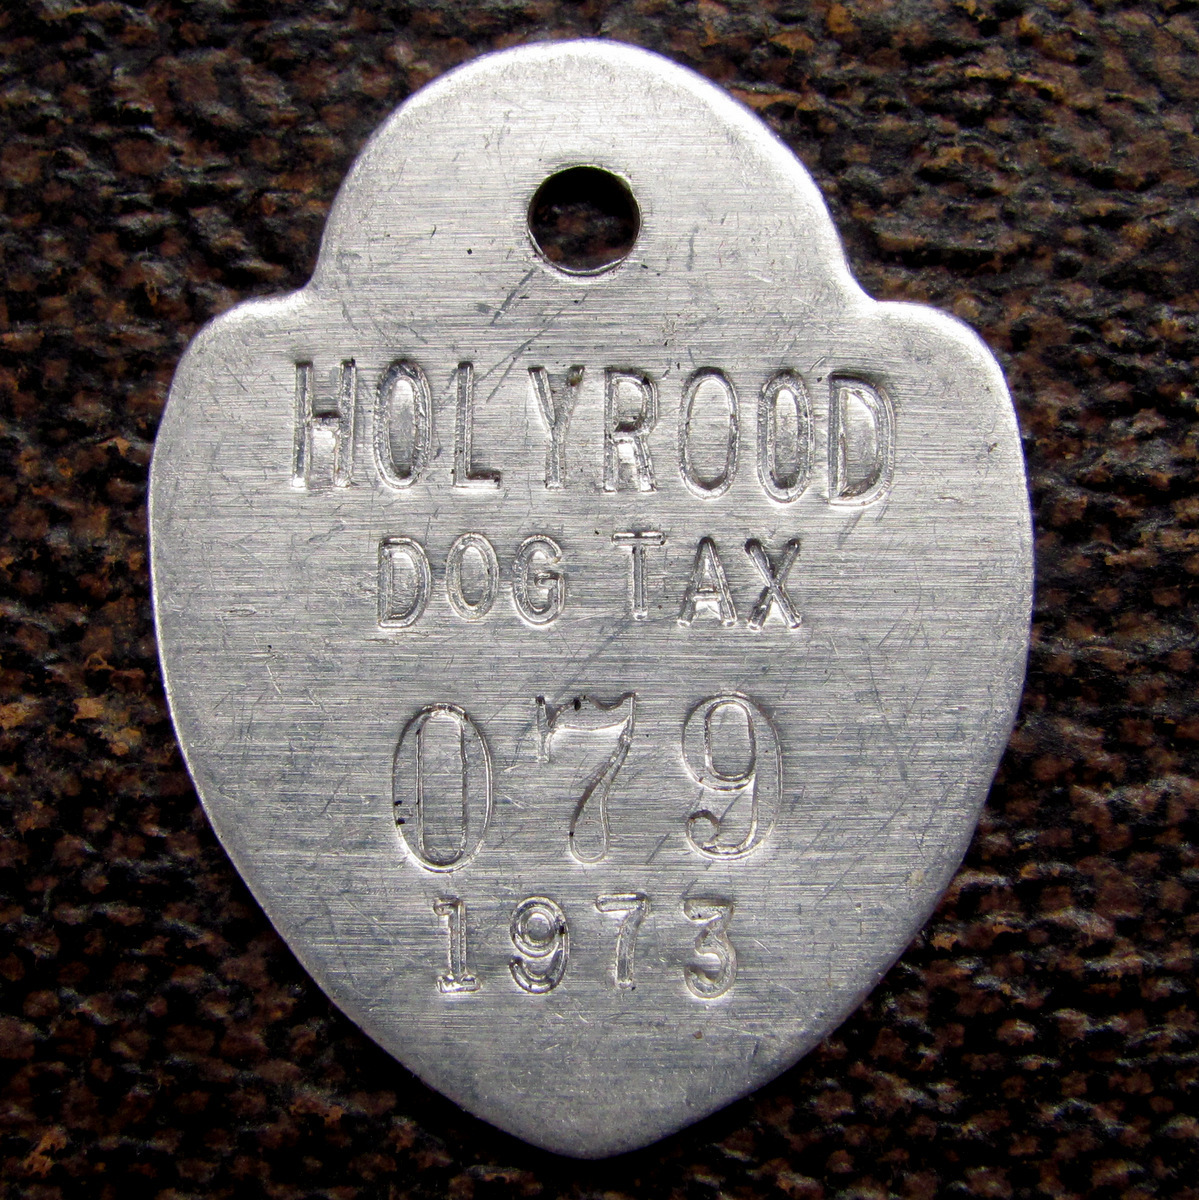 HOLYROOD
DOG TAX
079
1973